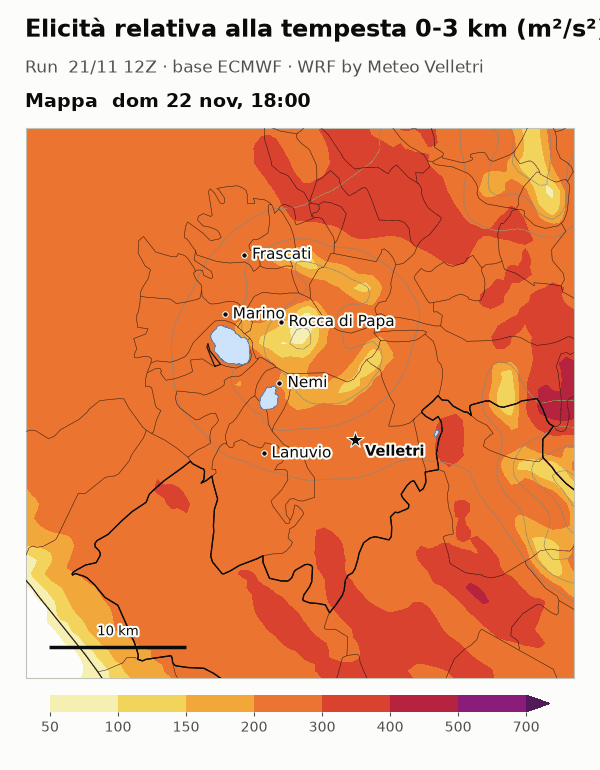 Elicità relativa alla tempesta 0-3 km (m²/s²)
Run 21/11 12Z · base ECMWF · WRF by Meteo Velletri
Mappa dom 22 nov, 18:00
Frascati
Marino
Rocca di Papa
Nemi
Velletri
Lanuvio
10 km
50 100 150 200 300 400 500 700